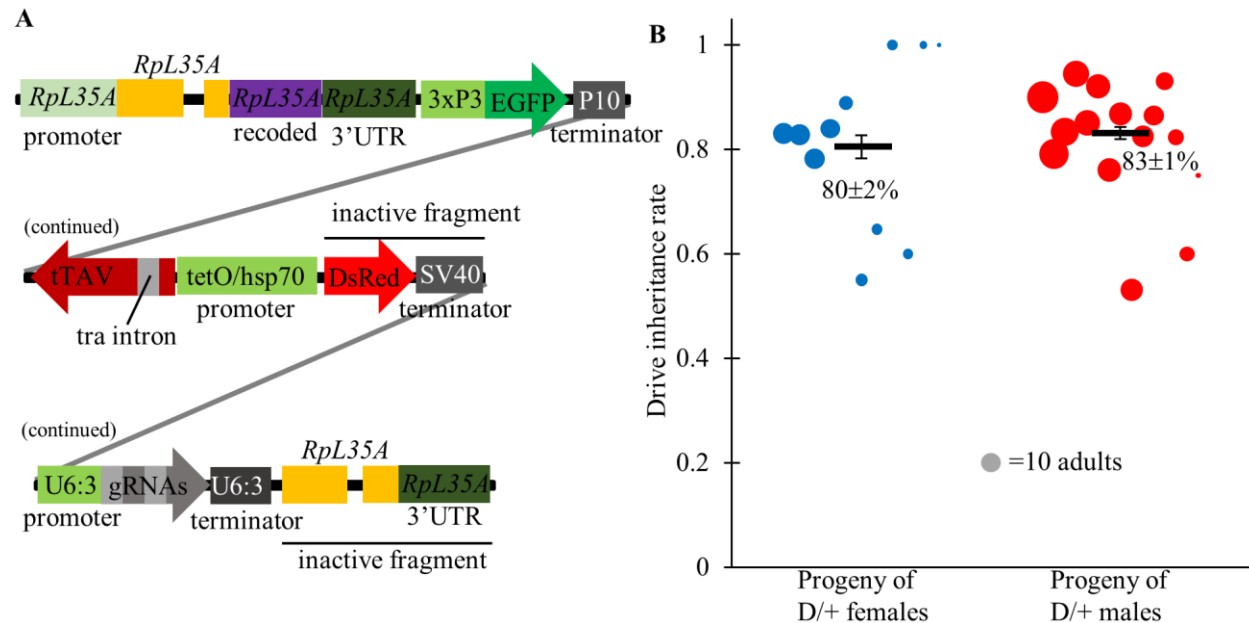 A
RpL35A
RpL35A RpL35A RpL35A 3xP3 EGFP P10
promoter recoded 3’UTR terminator
(continued)
inactive fragment
tTAV tetO/hsp70 DsRed SV40
promoter terminator
tra intron
(continued)
RpL35A
U6:3 gRNAs U6:3 RpL35A
promoter terminator 3’UTR
inactive fragment
B
Drive inheritance rate
1
0.8
0.6
0.4
0.2
0
80±2%
83±1%
=10 adults
Progeny of Progeny of
D/+ females D/+ males